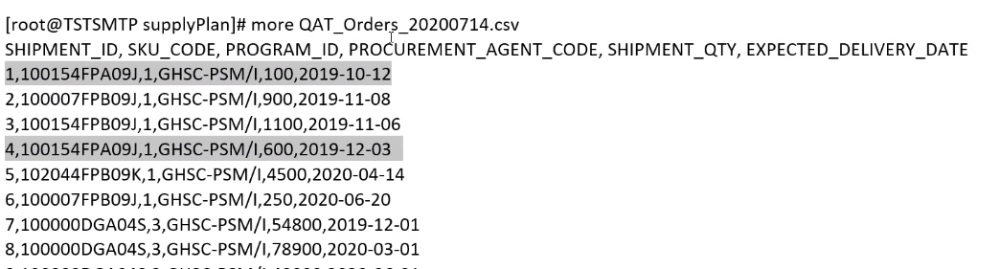 [root@TSTSMTP supplyPlan]# more QAT_Orders_20200714.csv
SHIPMENT_ID, SKU_CODE, PROGRAM_ID, PROCUREMENT_AGENT_CODE, SHIPMENT_QTY, EXPECTED_DELIVERY_DATE
1,100154FPA09J,1,GHSC-PSM/I,100,2019-10-12
2,100007FPB09J,1,GHSC-PSM/I,900,2019-11-08
3,100154FPB09J,1,GHSC-PSM/I,1100,2019-11-06
4,100154FPA09J,1,GHSC-PSM/I,600,2019-12-03
5,102044FPB09K,1,GHSC-PSM/I,4500,2020-04-14
6,100007FPB09J,1,GHSC-PSM/I,250,2020-06-20
7,100000DGA04S,3,GHSC-PSM/I,54800,2019-12-01
8,100000DGA04S,3,GHSC-PSM/I,78900,2020-03-01